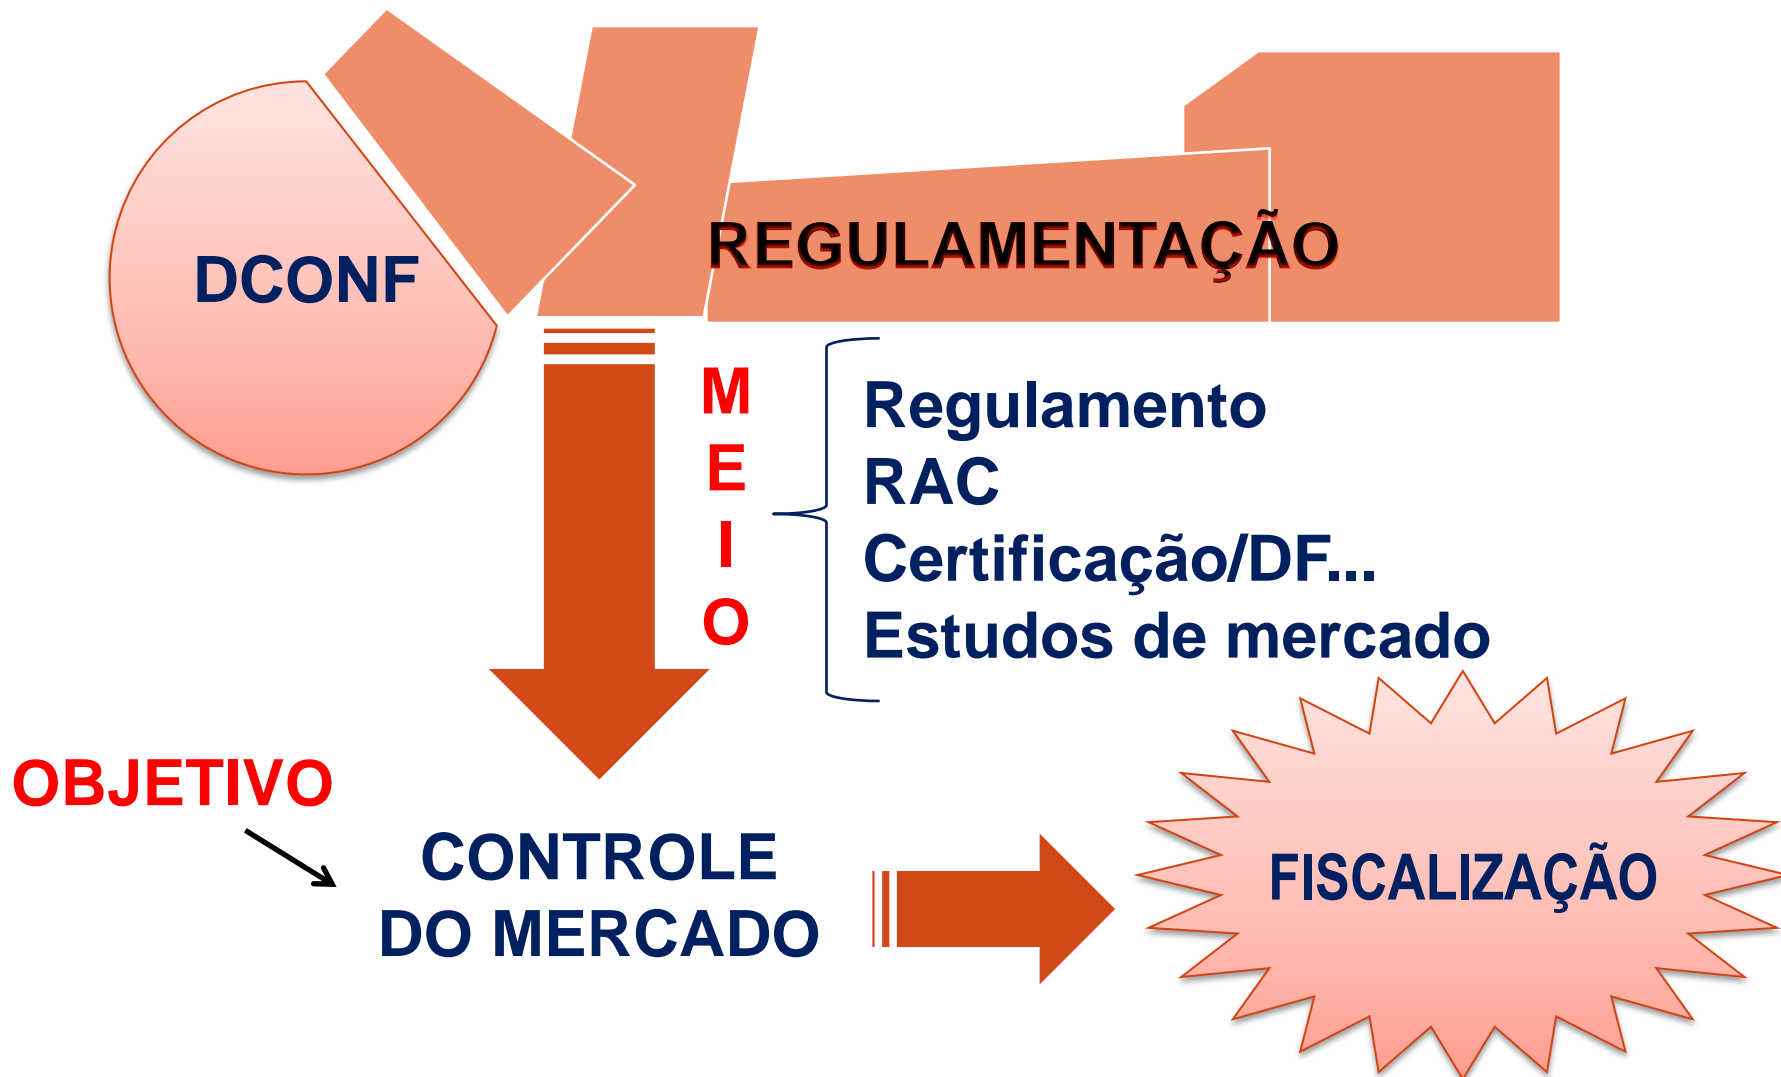 DCONF
REGULAMENTAÇÃO
M
E
I
O
Regulamento
RAC
Certificação/DF...
Estudos de mercado
OBJETIVO
CONTROLE
DO MERCADO
FISCALIZAÇÃO